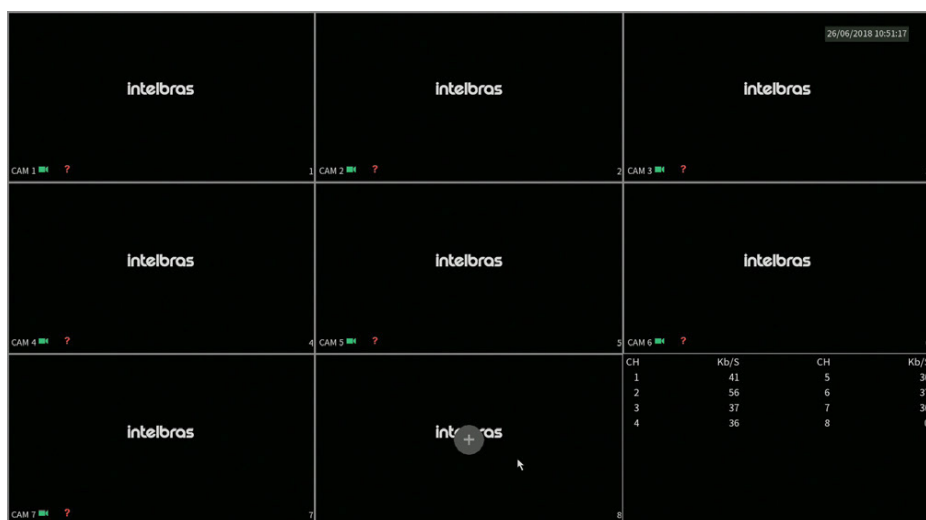 26/06/2018 10:51:17
intelbras
intelbras
intelbras
CAM 1 ? 1
CAM 2 ? 2
CAM 3 ?
intelbras
intelbras
intelbras
CAM 4 ? 4
CAM 5 ? 5
CAM 6 ?
intelbras
CH Kb/S CH Kb/S
1 41 5
2 56 6
3 37 7
4 36 8
CAM 7 ? 7
8